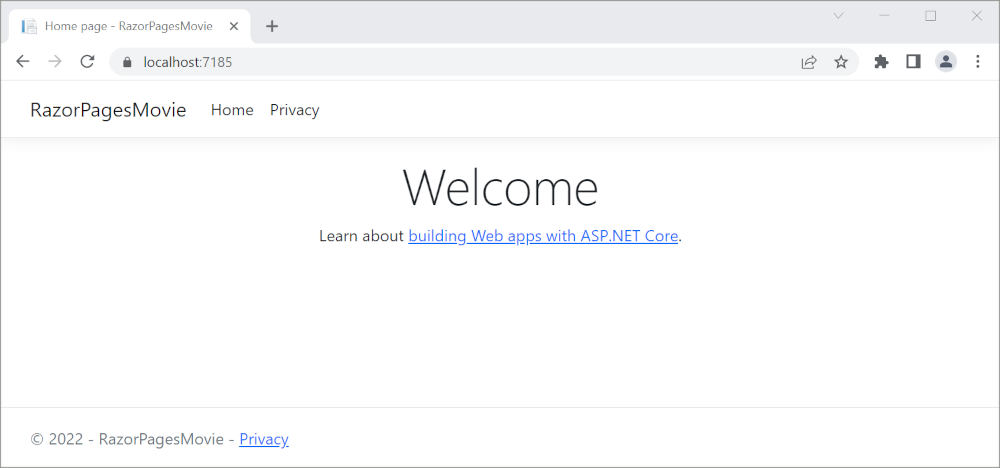 Home page - RazorPagesMovie
localhost:7185
RazorPagesMovie Home Privacy
Welcome
Learn about building Web apps with ASP.NET Core.
© 2022 - RazorPagesMovie - Privacy